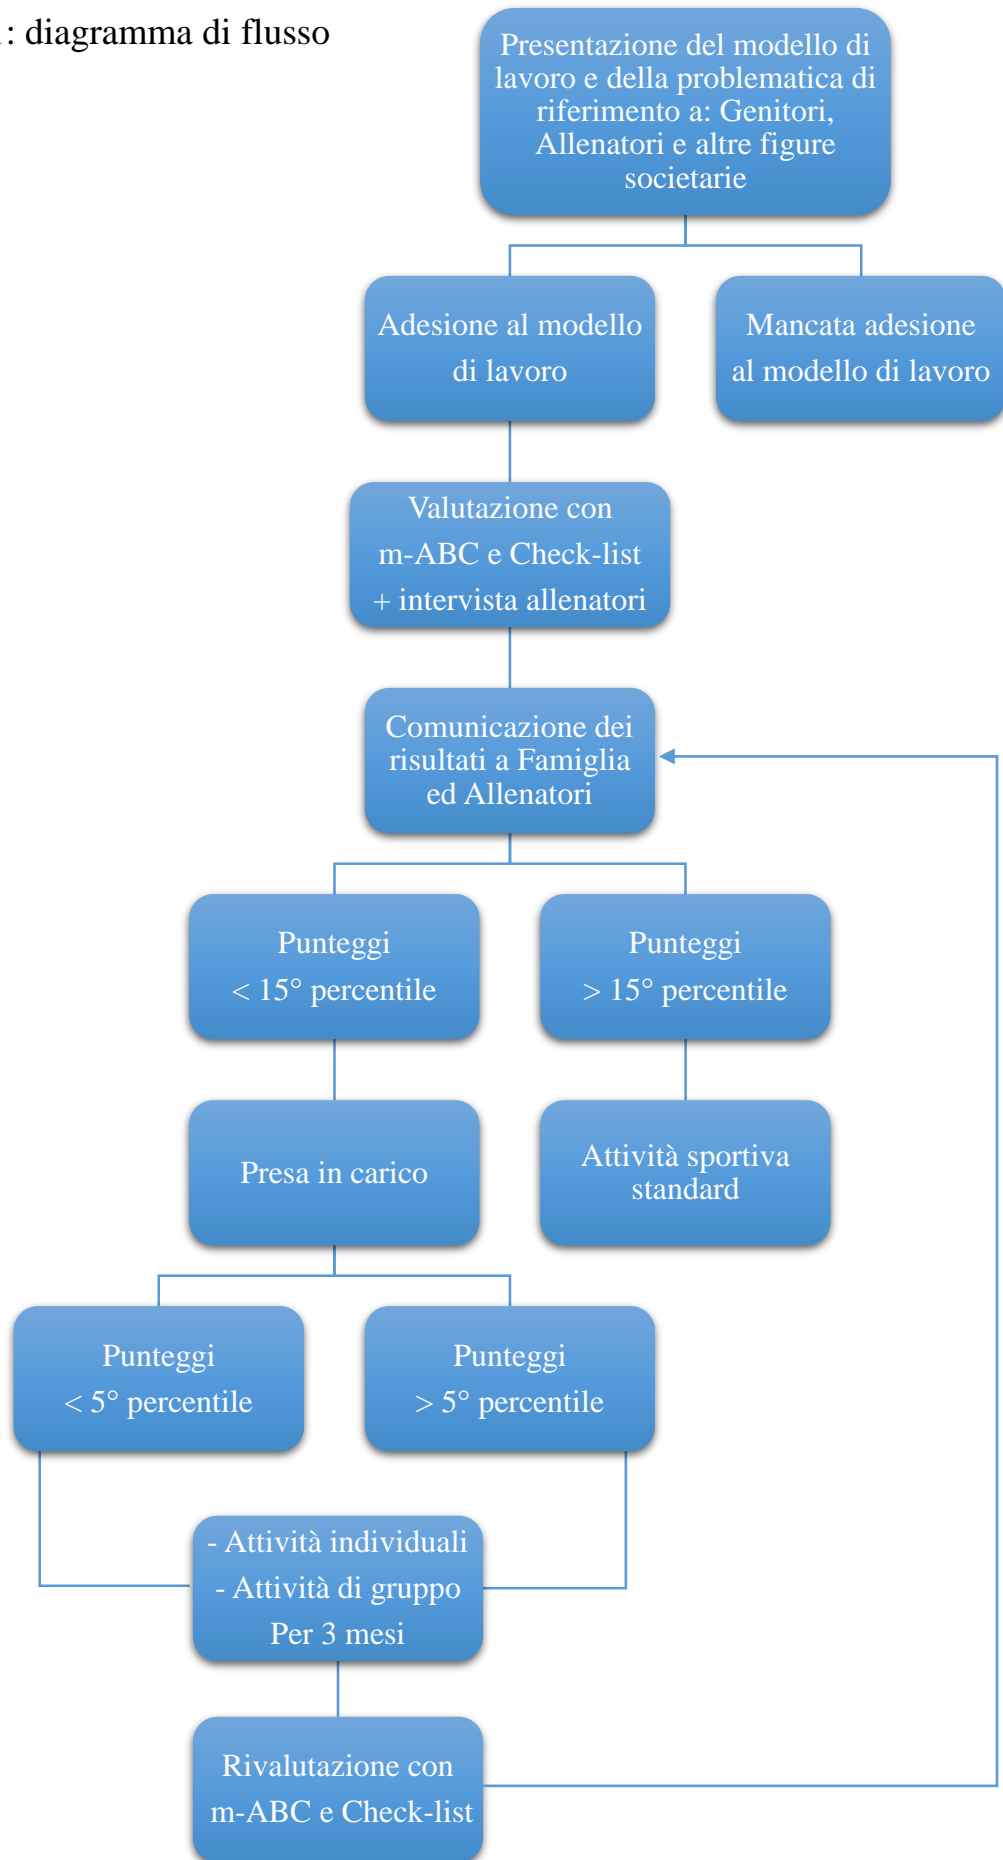 : diagramma di flusso
Presentazione del modello di
lavoro e della problematica di
riferimento a: Genitori,
Allenatori e altre figure
societarie
Adesione al modello
di lavoro
Mancata adesione
al modello di lavoro
Valutazione con
m-ABC e Check-list
+ intervista allenatori
Comunicazione dei
risultati a Famiglia
ed Allenatori
Punteggi
< 15° percentile
Punteggi
> 15° percentile
Presa in carico
Attività sportiva
standard
Punteggi
< 5° percentile
Punteggi
> 5° percentile
- Attività individuali
- Attività di gruppo
Per 3 mesi
Rivalutazione con
m-ABC e Check-list